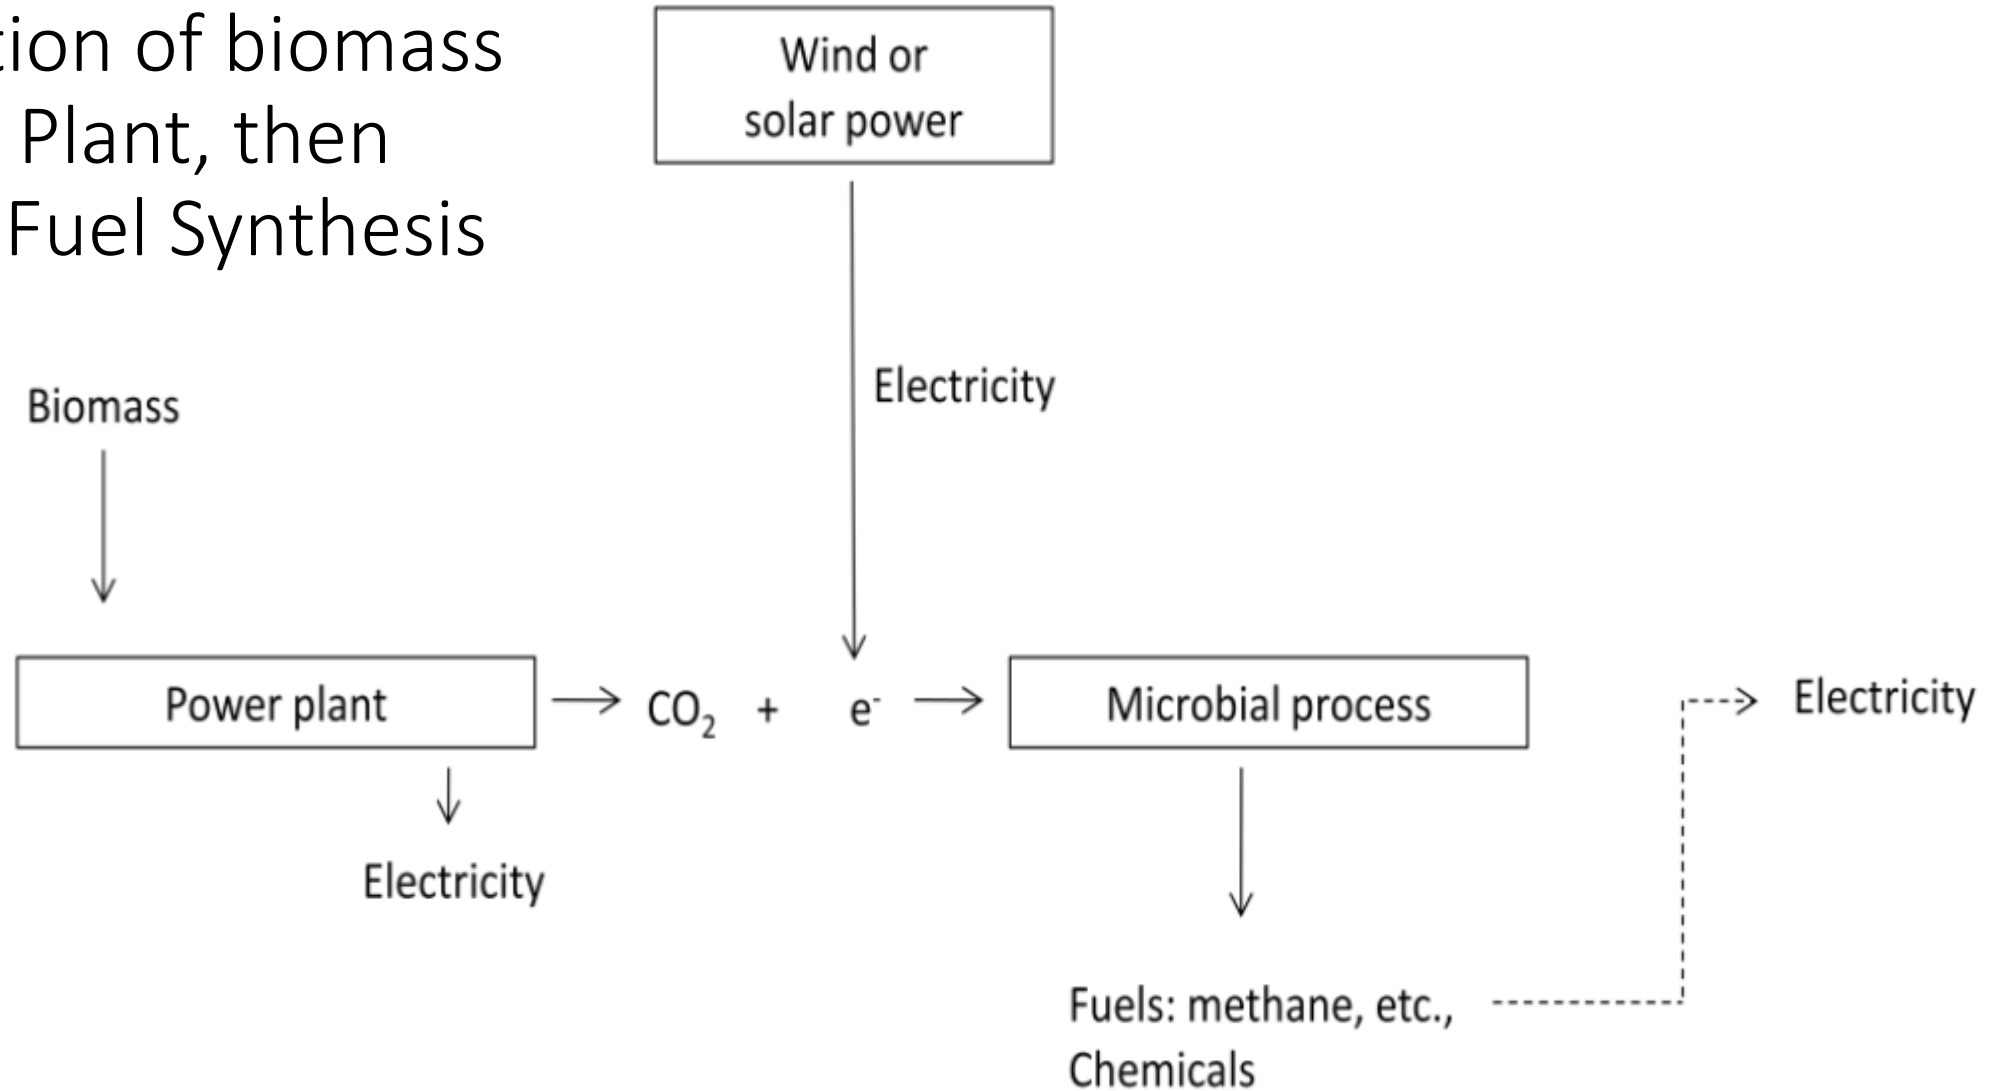 tion of biomass
Plant, then
Fuel Synthesis
Wind or
solar power
Electricity
Biomass
Power plant
CO₂ + e⁻
Microbial process
Electricity
Electricity
Fuels: methane, etc.,
Chemicals